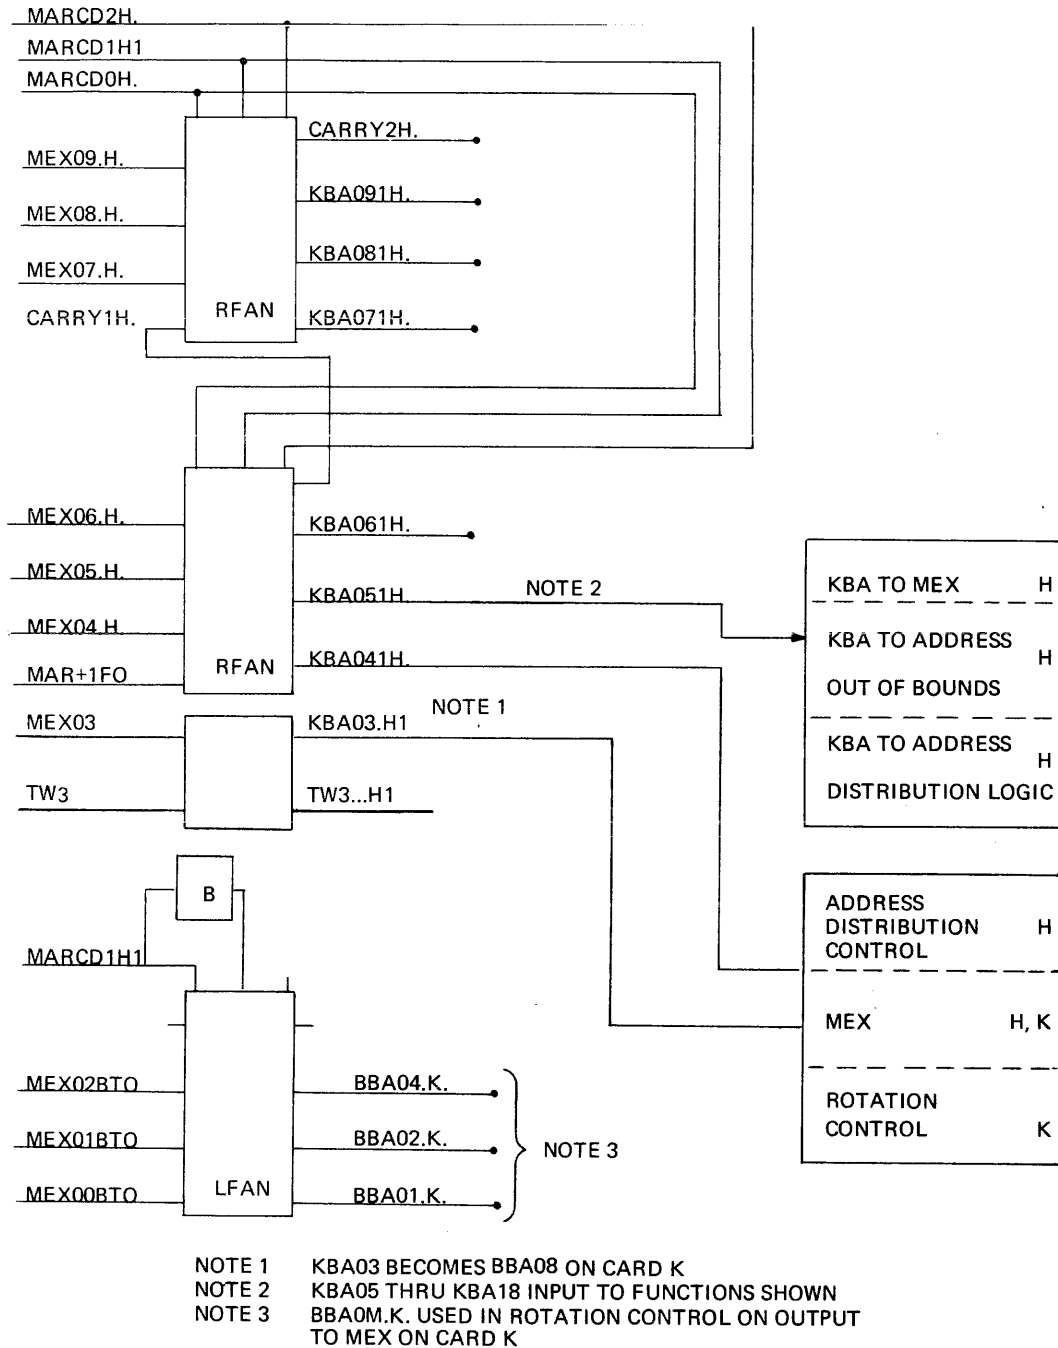 MARCD2H.
MARCD1H1
MARCD0H.
CARRY2H.
MEX09.H.
KBA091H.
MEX08.H.
KBA081H.
MEX07.H.
RFAN
CARRY1H.
KBA071H.
MEX06.H.
KBA061H.
MEX05.H.
KBA051H.
NOTE 2
MEX04.H.
RFAN
KBA041H.
MAR+1FO
NOTE 1
MEX03
KBA03.H1
TW3
TW3...H1
KBA TO MEX H
KBA TO ADDRESS
H
OUT OF BOUNDS
KBA TO ADDRESS
H
DISTRIBUTION LOGIC
B
MARCD1H1
ADDRESS
DISTRIBUTION H
CONTROL
MEX H, K
ROTATION
CONTROL K
MEX02BTO
BBA04.K.
MEX01BTO
BBA02.K.
NOTE 3
MEX00BTO
LFAN
BBA01.K.
NOTE 1 KBA03 BECOMES BBA08 ON CARD K
NOTE 2 KBA05 THRU KBA18 INPUT TO FUNCTIONS SHOWN
NOTE 3 BBA0M.K. USED IN ROTATION CONTROL ON OUTPUT
TO MEX ON CARD K